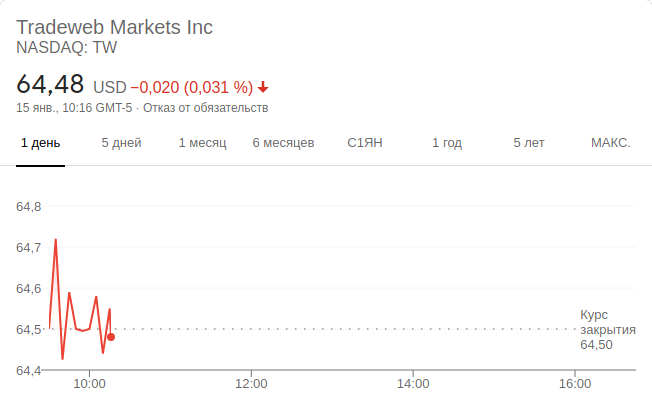 Tradeweb Markets Inc
NASDAQ: TW
64,48 USD −0,020 (0,031 %)
15 янв., 10:16 GMT-5 · Отказ от обязательств
1 день 5 дней 1 месяц 6 месяцев С1ЯН 1 год 5 лет МАКС.
64,8
64,7
64,6
64,5
64,4
Курс
закрытия
64,50
10:00 12:00 14:00 16:00